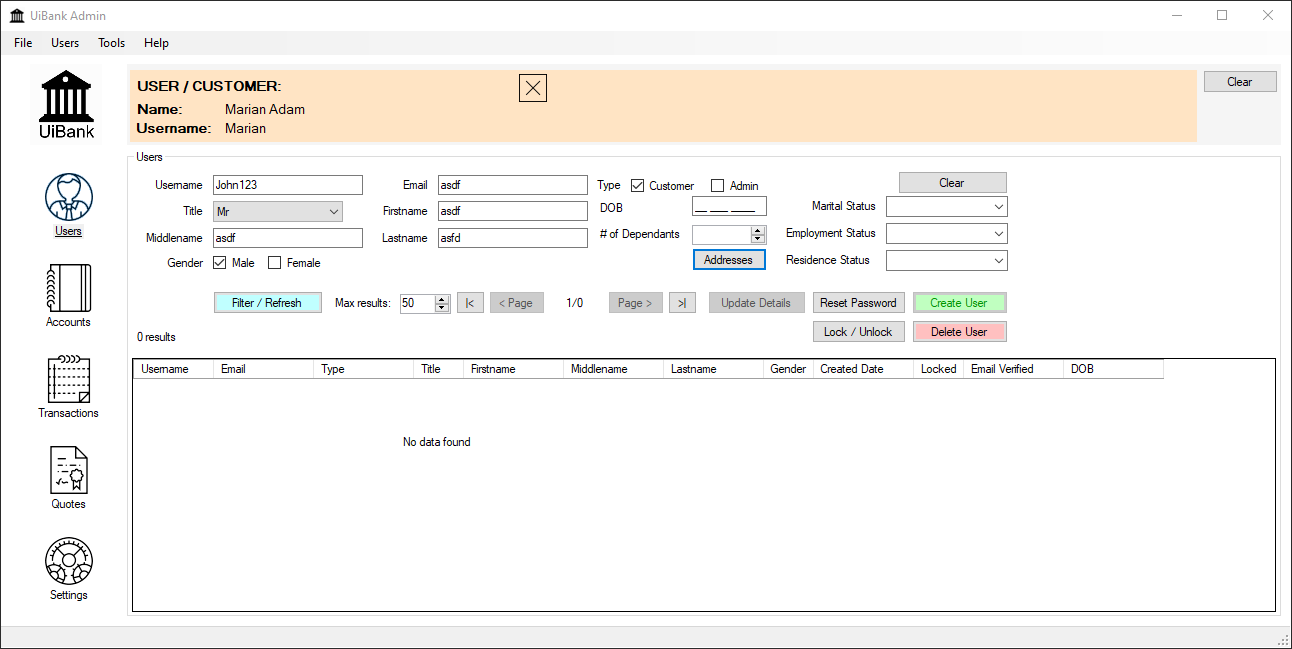 UiBank Admin
File Users Tools Help
UiBank
Users
Accounts
Transactions
Quotes
Settings
USER / CUSTOMER:
Name: Marian Adam
Username: Marian
Clear
Users
Username John123 Email asdf Type Customer Admin Clear
Title Mr Firstname asdf DOB __ ___ ____ Marital Status
Middlename asdf Lastname asfd # of Dependants Employment Status
Gender Male Female Addresses Residence Status
Filter / Refresh Max results: 50 |< < Page 1/0 Page > >| Update Details Reset Password Create User
0 results Lock / Unlock Delete User
Username Email Type Title Firstname Middlename Lastname Gender Created Date Locked Email Verified DOB
No data found